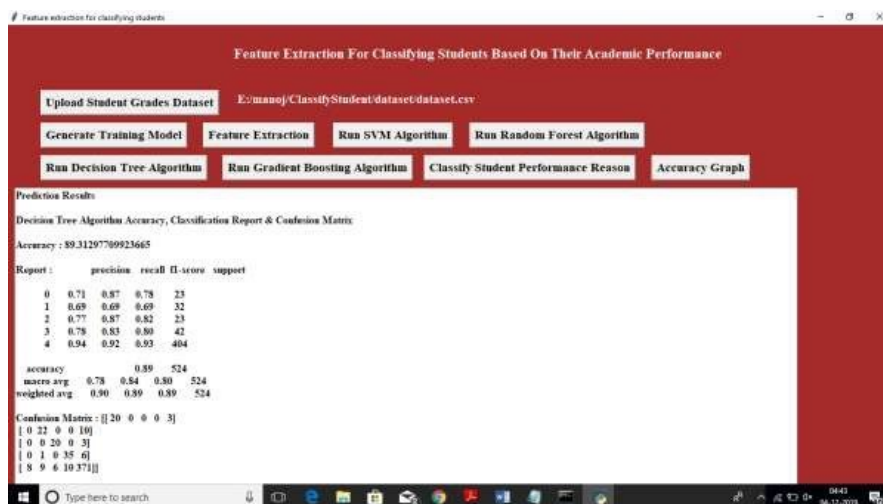 Feature extraction for classifying students
Feature Extraction For Classifying Students Based On Their Academic Performance
Upload Student Grades Dataset E:/manoj/ClassifyStudent/dataset/dataset.csv
Generate Training Model Feature Extraction Run SVM Algorithm Run Random Forest Algorithm
Run Decision Tree Algorithm Run Gradient Boosting Algorithm Classify Student Performance Reason Accuracy Graph
Prediction Results
Decision Tree Algorithm Accuracy, Classification Report & Confusion Matrix
Accuracy : 89.31297709923665
Report : precision recall f1-score support
0 0.71 0.87 0.78 23
1 0.69 0.69 0.69 32
2 0.77 0.87 0.82 23
3 0.78 0.83 0.80 42
4 0.94 0.92 0.93 404
accuracy 0.89 524
macro avg 0.78 0.84 0.80 524
weighted avg 0.90 0.89 0.89 524
Confusion Matrix : [[ 20 0 0 0 3]
[ 0 22 0 0 10]
[ 0 0 20 0 3]
[ 0 1 0 35 6]
[ 8 9 6 10 371]]
Type here to search
04:43
04-12-2019